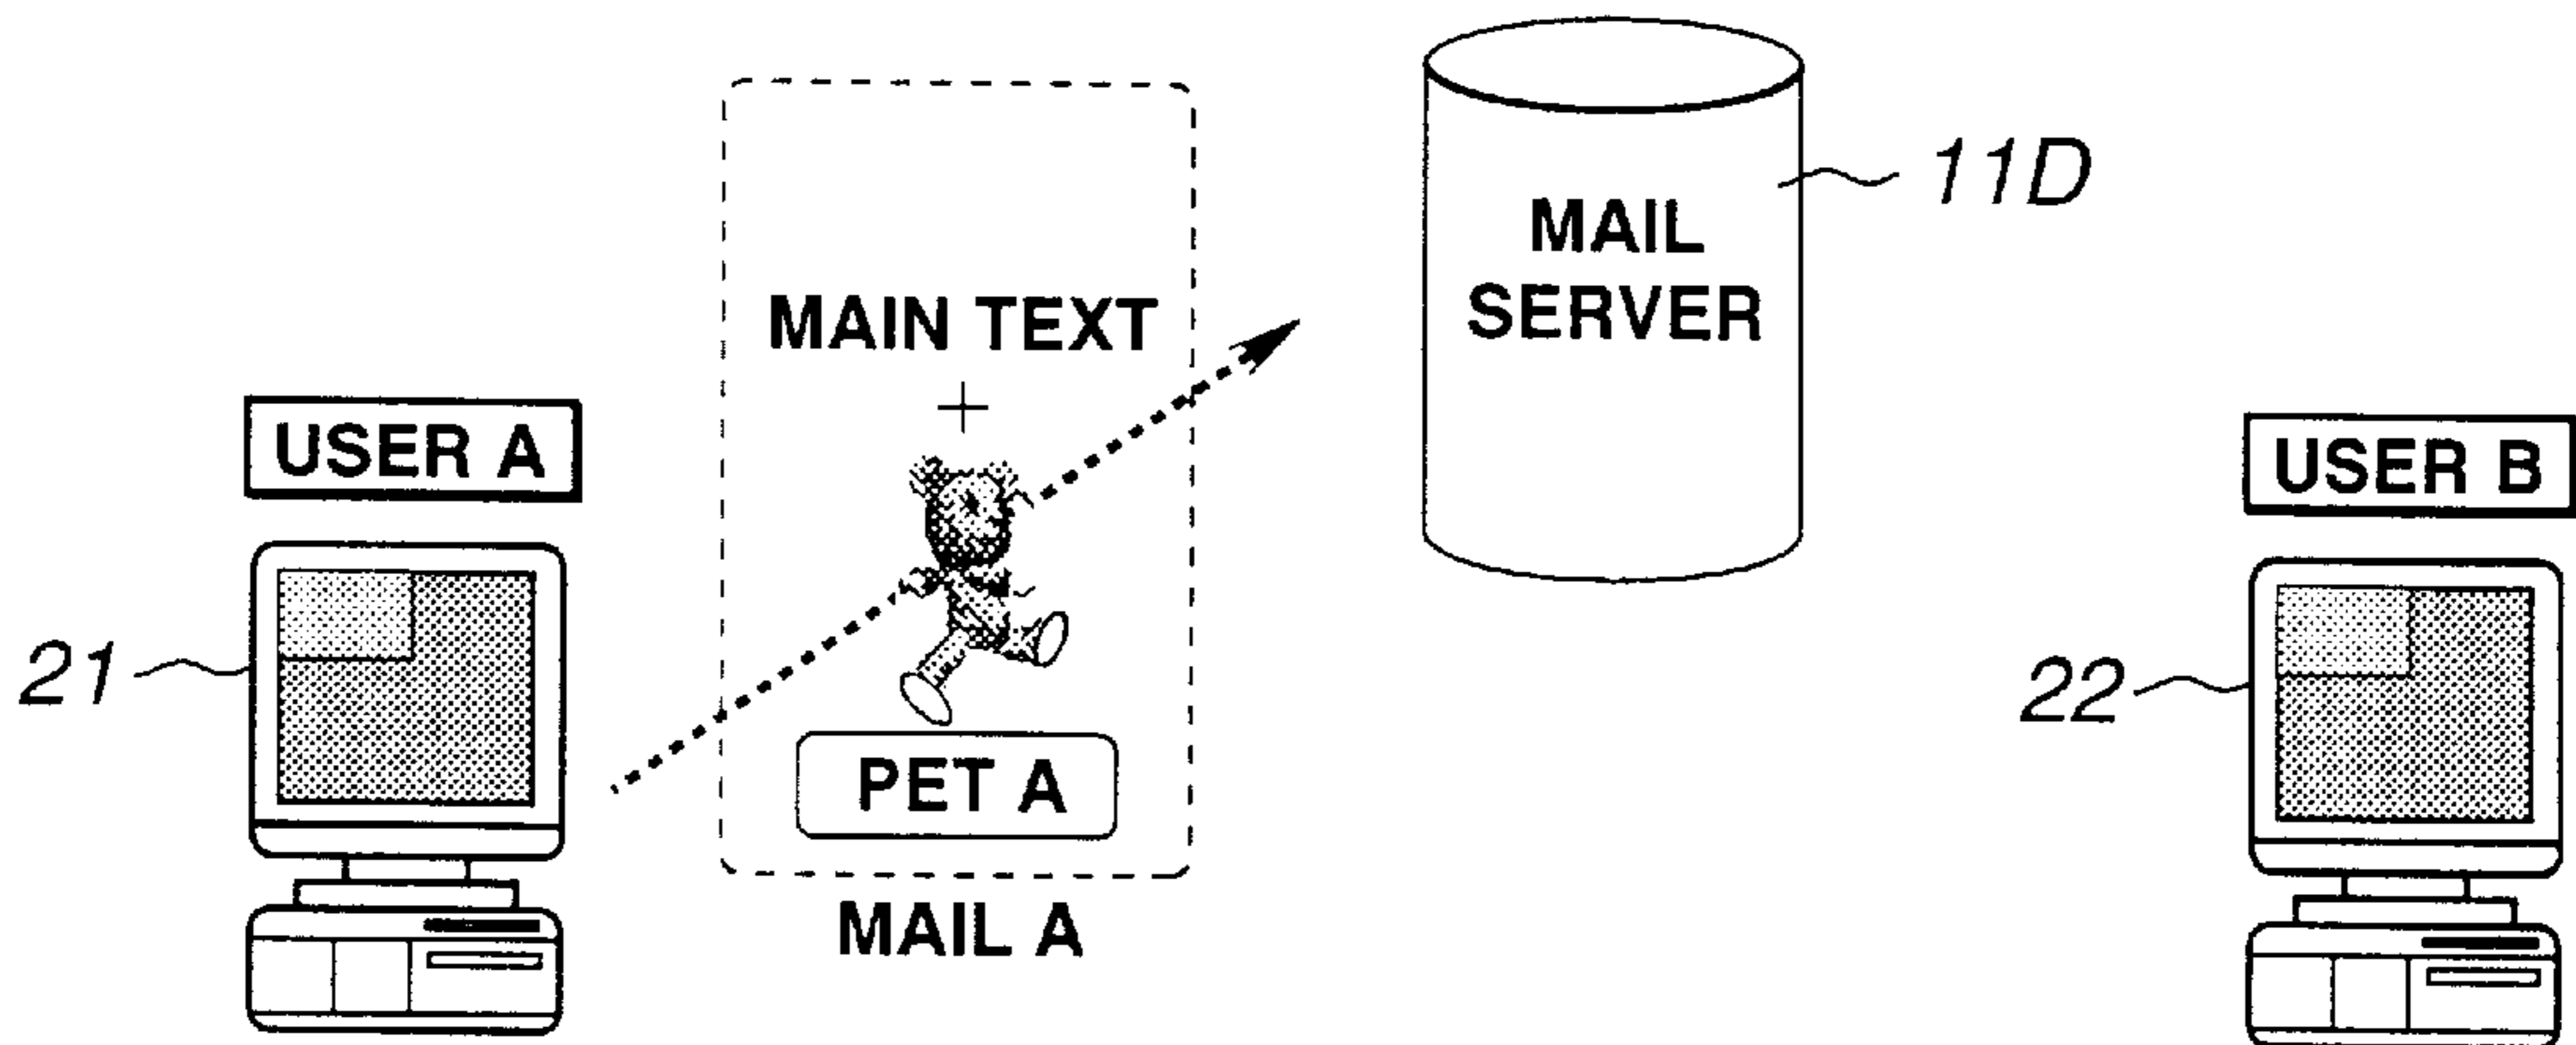 11D
MAIL
SERVER
MAIN TEXT
+
USER A
USER B
21
22
PET A
MAIL A